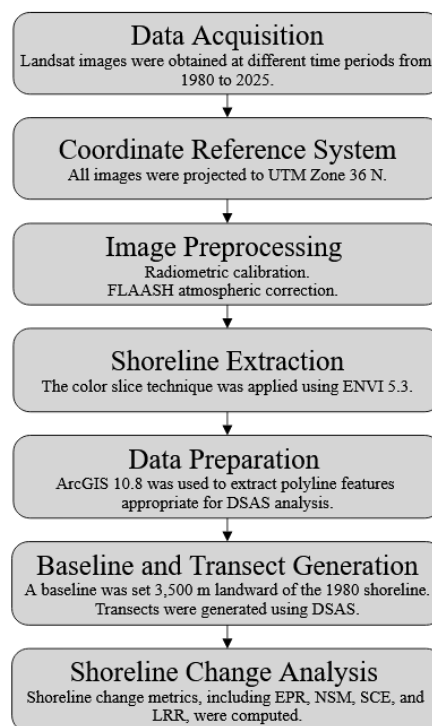 Data Acquisition
Landsat images were obtained at different time periods from
1980 to 2025.
Coordinate Reference System
All images were projected to UTM Zone 36 N.
Image Preprocessing
Radiometric calibration.
FLAASH atmospheric correction.
Shoreline Extraction
The color slice technique was applied using ENVI 5.3.
Data Preparation
ArcGIS 10.8 was used to extract polyline features
appropriate for DSAS analysis.
Baseline and Transect Generation
A baseline was set 3,500 m landward of the 1980 shoreline.
Transects were generated using DSAS.
Shoreline Change Analysis
Shoreline change metrics, including EPR, NSM, SCE, and
LRR, were computed.